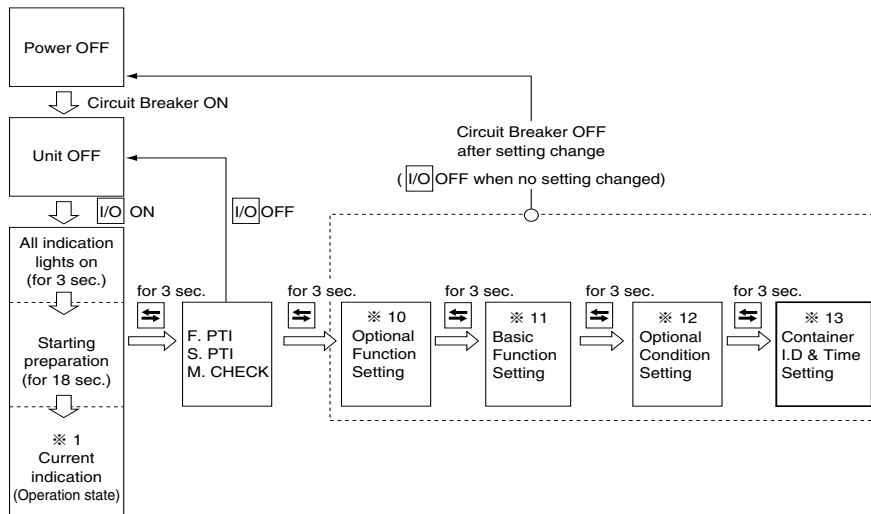 Power OFF
Circuit Breaker ON
Unit OFF
I/O ON
I/O OFF
Circuit Breaker OFF
after setting change
( I/O OFF when no setting changed)
All indication
lights on
(for 3 sec.)
Starting
preparation
(for 18 sec.)
※ 1
Current
indication
(Operation state)
for 3 sec.
F. PTI
S. PTI
M. CHECK
for 3 sec.
※ 10
Optional
Function
Setting
for 3 sec.
※ 11
Basic
Function
Setting
for 3 sec.
※ 12
Optional
Condition
Setting
for 3 sec.
※ 13
Container
I.D & Time
Setting